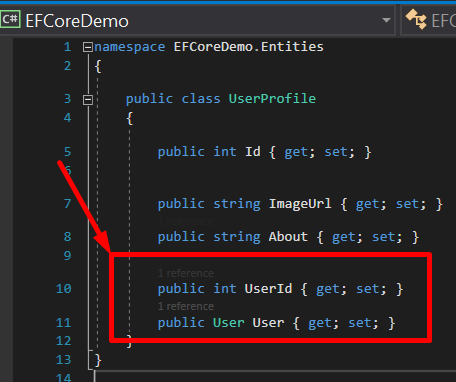 C# EFCoreDemo EFC
1 namespace EFCoreDemo.Entities
2 {
3 public class UserProfile
4 {
5 public int Id { get; set; }
6
7 public string ImageUrl { get; set; }
8 public string About { get; set; }
9
1 reference
10 public int UserId { get; set; }
1 reference
11 public User User { get; set; }
12 }
13 }
14